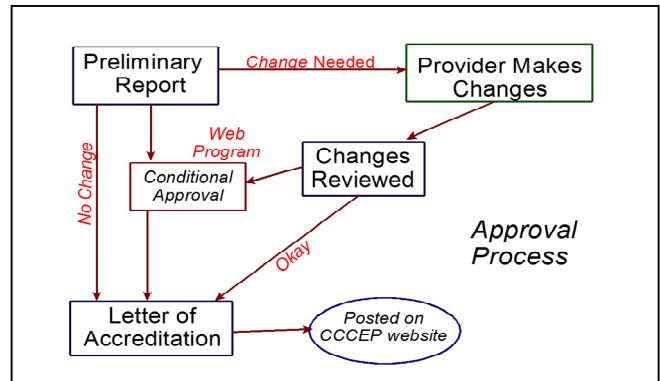 Preliminary
Report
Change Needed
Provider Makes
Changes
No Change
Web
Program
Conditional
Approval
Changes
Reviewed
Okay
Approval
Process
Letter of
Accreditation
Posted on
CCCEP website